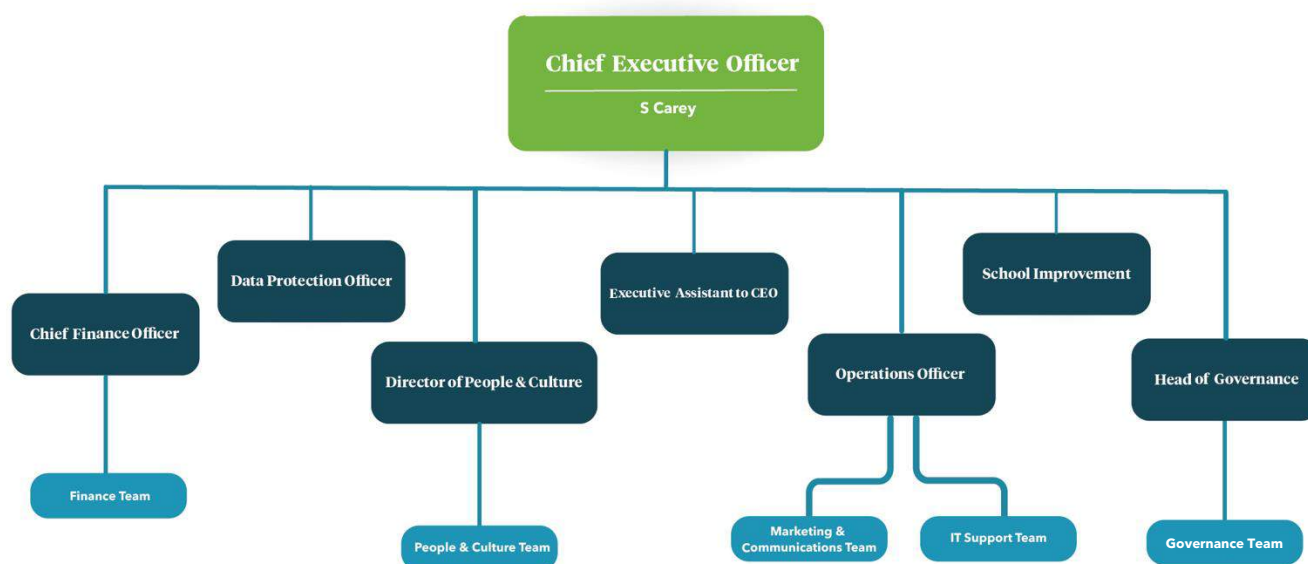 Chief Executive Officer
S Carey
Data Protection Officer
Executive Assistant to CEO
School Improvement
Chief Finance Officer
Director of People & Culture
Operations Officer
Head of Governance
Finance Team
People & Culture Team
Marketing &
Communications Team
IT Support Team
Governance Team